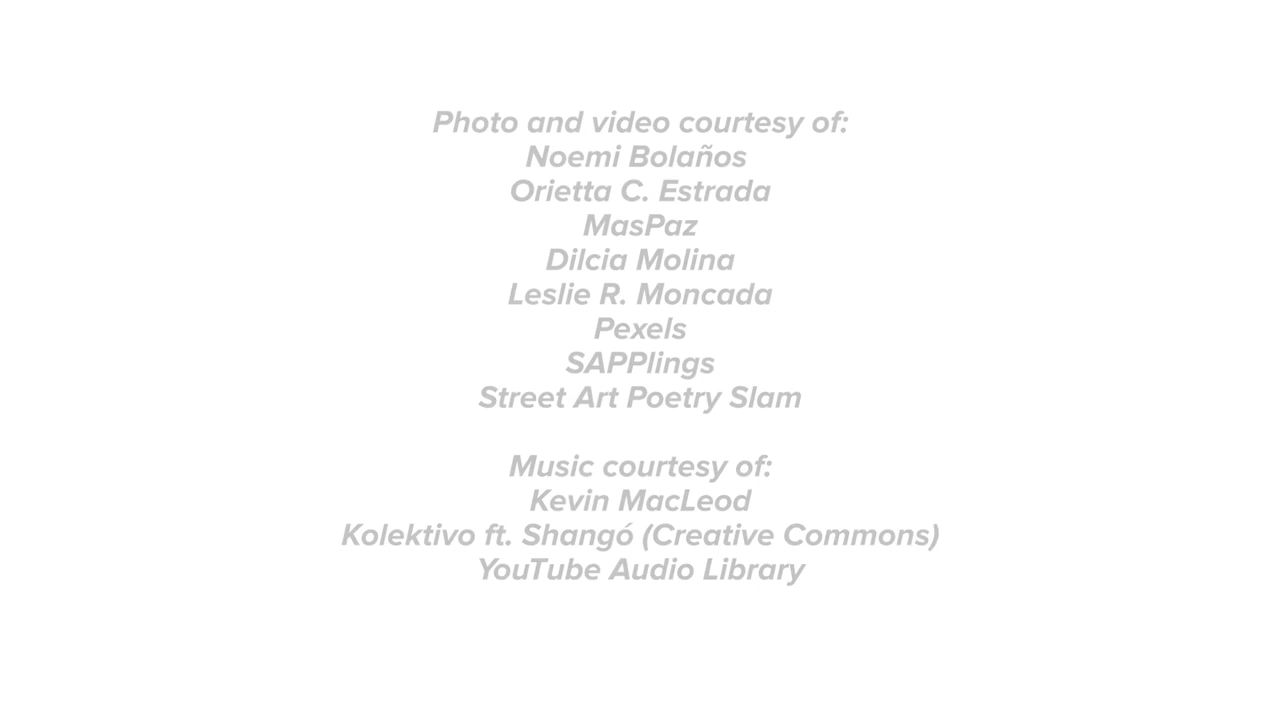 Photo and video courtesy of:
Noemi Bolaños
Orietta C. Estrada
MasPaz
Dilcia Molina
Leslie R. Moncada
Pexels
SAPPlings
Street Art Poetry Slam
Music courtesy of:
Kevin MacLeod
Kolektivo ft. Shangó (Creative Commons)
YouTube Audio Library